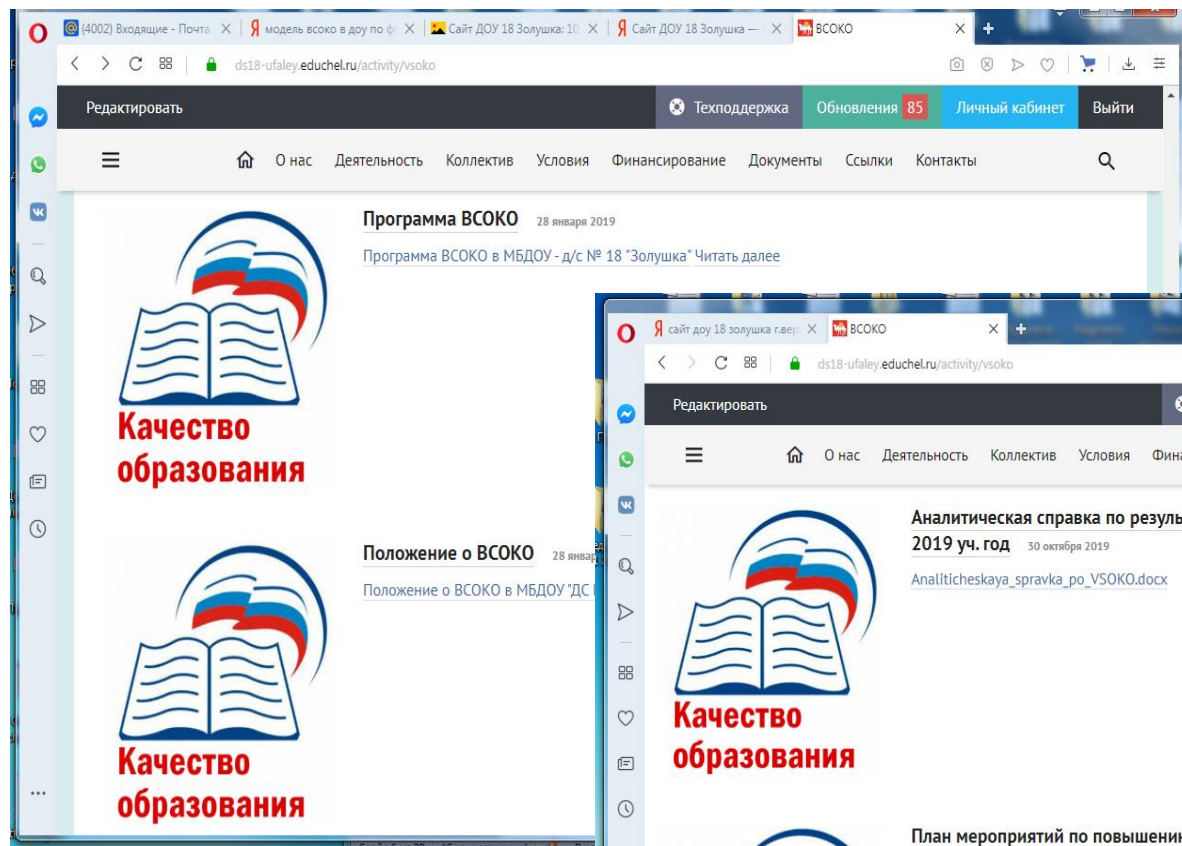 (4002) Входящие - Почта
модель всоко в доу по ф
Сайт ДОУ 18 Золушка: 10
Сайт ДОУ 18 Золушка —
ВСОКО
ds18-ufaley.educhel.ru/activity/vsoko
Редактировать
Техподдержка
Обновления 85
Личный кабинет
Выйти
О нас Деятельность Коллектив Условия Финансирование Документы Ссылки Контакты
Программа ВСОКО 28 января 2019
Программа ВСОКО в МБДОУ - д/с № 18 "Золушка" Читать далее
Качество
образования
Положение о ВСОКО 28 январ
Положение о ВСОКО в МБДОУ "ДС
Качество
образования
сайт доу 18 золушка г.вер
ВСОКО
ds18-ufaley.educhel.ru/activity/vsoko
Редактировать
О нас Деятельность Коллектив Условия Фина
Аналитическая справка по резуль
2019 уч. год 30 октября 2019
Analiticheskaya_spravka_po_VSOKO.docx
Качество
образования
План мероприятий по повышени